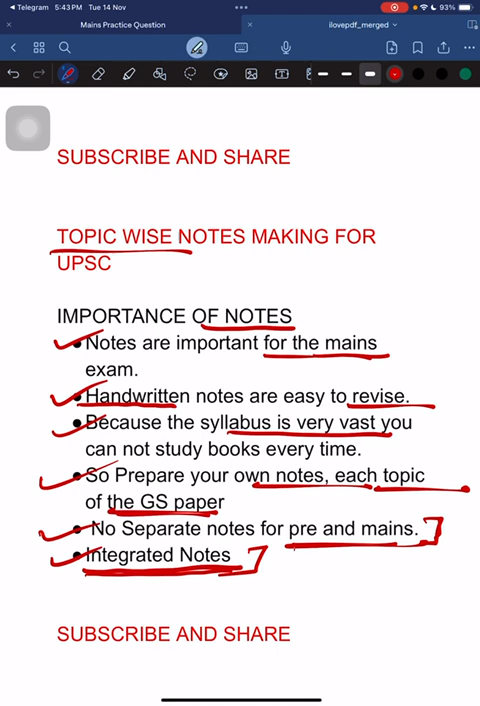 Telegram 5:43 PM Tue 14 Nov 93%
Mains Practice Question
ilovepdf_merged
SUBSCRIBE AND SHARE
TOPIC WISE NOTES MAKING FOR
UPSC
IMPORTANCE OF NOTES
Notes are important for the mains
exam.
Handwritten notes are easy to revise.
Because the syllabus is very vast you
can not study books every time.
So Prepare your own notes, each topic
of the GS paper
No Separate notes for pre and mains.
Integrated Notes
SUBSCRIBE AND SHARE